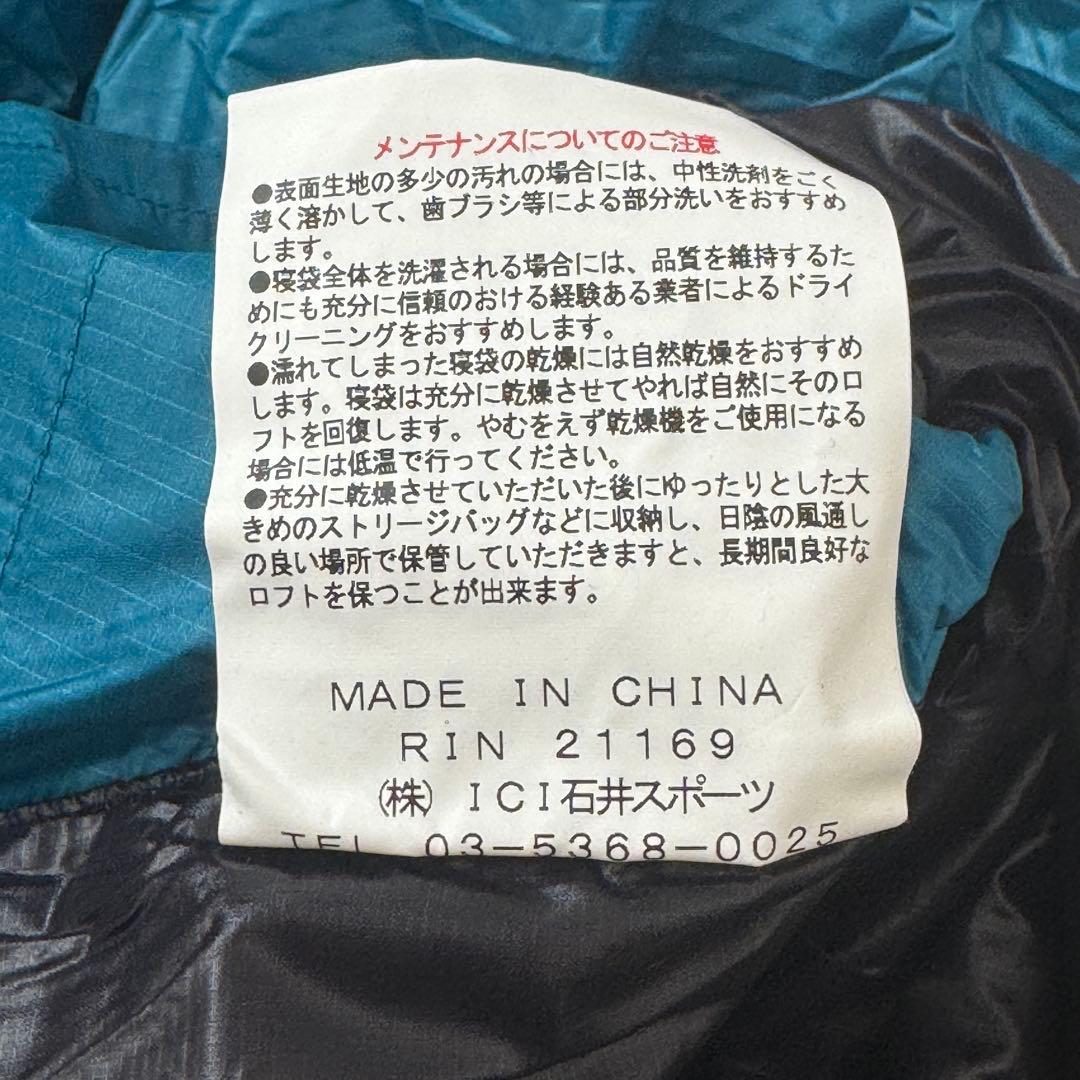 メンテナンスについてのご注意
●表面生地の多少の汚れの場合には、中性洗剤をごく
薄く溶かして、歯ブラシ等による部分洗いをおすすめ
します。
●寝袋全体を洗濯される場合には、品質を維持するた
めにも充分に信頼のおける経験ある業者によるドライ
クリーニングをおすすめします。
●濡れてしまった寝袋の乾燥には自然乾燥をおすすめ
します。寝袋は充分に乾燥させてやれば自然にそのロ
フトを回復します。やむをえず乾燥機をご使用になる
場合には低温で行ってください。
●充分に乾燥させていただいた後にゆったりとした大
きめのストリージバッグなどに収納し、日陰の風通し
の良い場所で保管していただきますと、長期間良好な
ロフトを保つことが出来ます。
MADE IN CHINA
RIN 21169
(株) ICI石井スポーツ
TEL 03-5368-0025